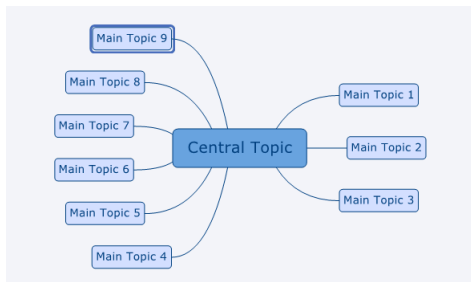 Main Topic 9
Main Topic 8
Main Topic 7
Main Topic 6
Main Topic 5
Main Topic 4
Central Topic
Main Topic 1
Main Topic 2
Main Topic 3